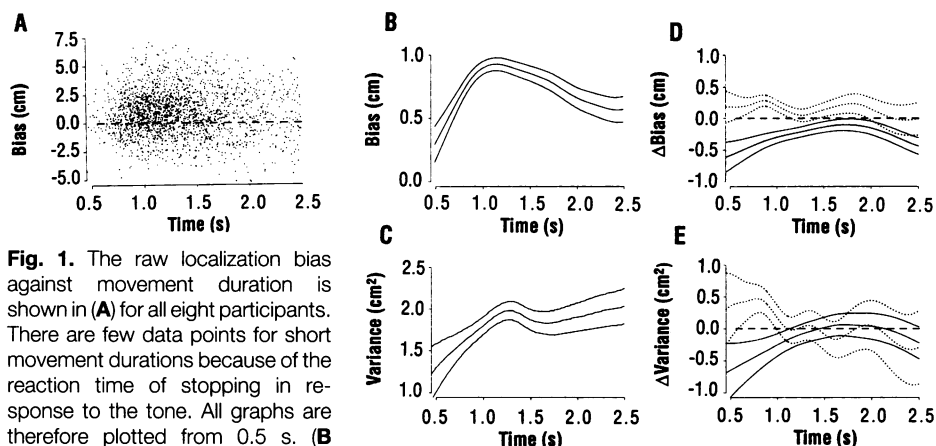 A
7.5
5.0
2.5
0.0
-2.5
-5.0
Bias (cm)
0.5 1.0 1.5 2.0 2.5
Time (s)
Fig. 1. The raw localization bias
against movement duration is
shown in (A) for all eight participants.
There are few data points for short
movement durations because of the
reaction time of stopping in re-
sponse to the tone. All graphs are
therefore plotted from 0.5 s. (B
B
1.0
0.5
0.0
Bias (cm)
0.5 1.0 1.5 2.0 2.5
Time (s)
C
2.5
2.0
1.5
1.0
Variance (cm²)
0.5 1.0 1.5 2.0 2.5
Time (s)
D
1.0
0.5
0.0
-0.5
-1.0
ΔBias (cm)
0.5 1.0 1.5 2.0 2.5
Time (s)
E
1.0
0.5
0.0
-0.5
-1.0
ΔVariance (cm²)
0.5 1.0 1.5 2.0 2.5
Time (s)